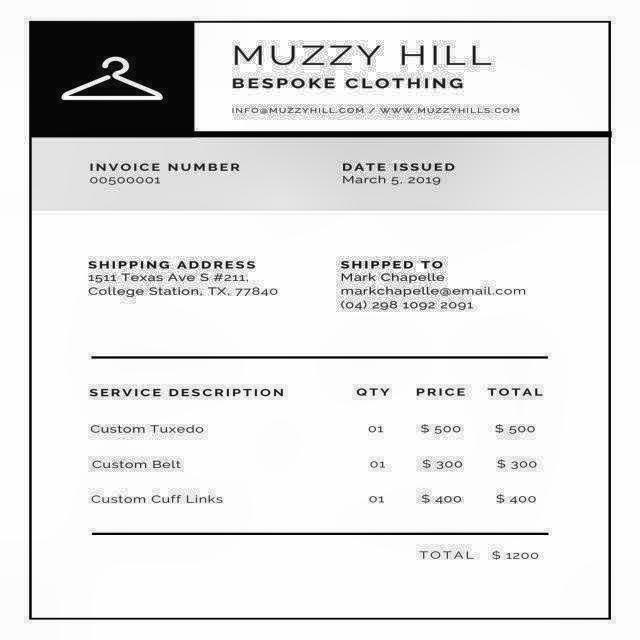 MUZZY HILL
BESPOKE CLOTHING
INFO@MUZZYHILL.COM / WWW.MUZZYHILLS.COM
INVOICE NUMBER DATE ISSUED
00500001 March 5, 2019
SHIPPING ADDRESS SHIPPED TO
1511 Texas Ave S #211, Mark Chapelle
College Station, TX, 77840 markchapelle@email.com
(04) 298 1092 2091
SERVICE DESCRIPTION QTY PRICE TOTAL
Custom Tuxedo 01 $ 500 $ 500
Custom Belt 01 $ 300 $ 300
Custom Cuff Links 01 $ 400 $ 400
TOTAL $ 1200